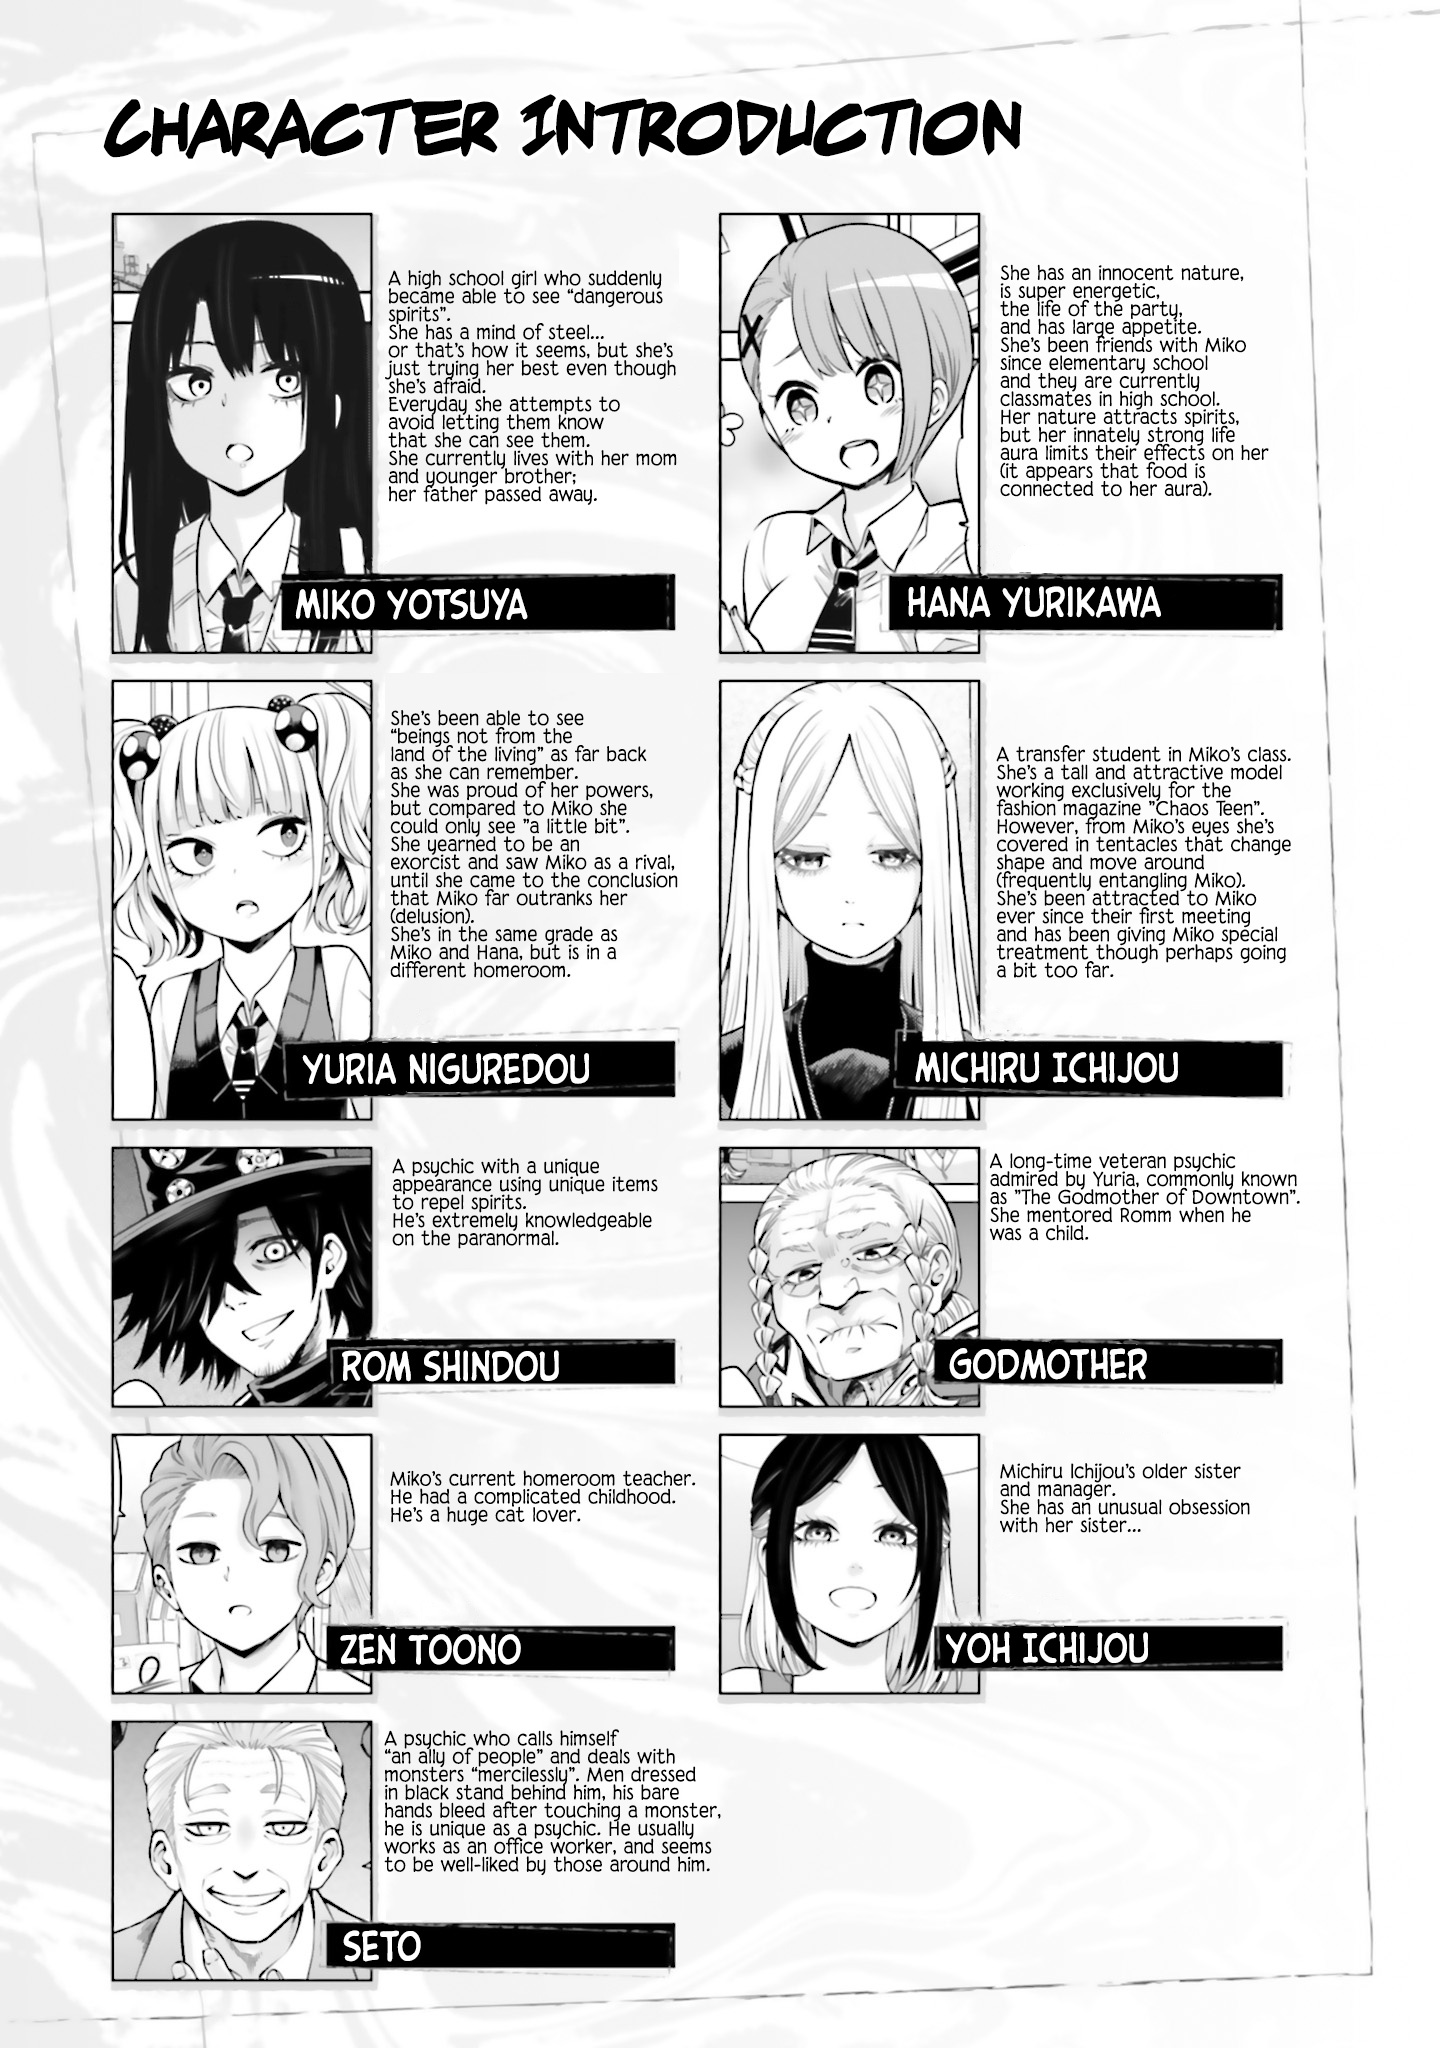 CHARACTER INTRODUCTION
A high school girl who suddenly
became able to see “dangerous
spirits”.
She has a mind of steel...
or that's how it seems, but she's
just trying her best even though
she's afraid.
Everyday she attempts to
avoid letting them know
that she can see them.
She currently lives with her mom
and younger brother;
her father passed away.
MIKO YOTSUYA
She has an innocent nature,
is super energetic,
the life of the party,
and has large appetite.
She's been friends with Miko
since elementary school
and they are currently
classmates in high school.
Her nature attracts spirits,
but her innately strong life
aura limits their effects on her
(it appears that food is
connected to her aura).
HANA YURIKAWA
She's been able to see
“beings not from the
land of the living” as far back
as she can remember.
She was proud of her powers,
but compared to Miko she
could only see "a little bit".
She yearned to be an
exorcist and saw Miko as a rival,
until she came to the conclusion
that Miko far outranks her
(delusion).
She's in the same grade as
Miko and Hana, but is in a
different homeroom.
YURIA NIGUREDOU
A transfer student in Miko's class.
She's a tall and attractive model
working exclusively for the
fashion magazine "Chaos Teen".
However, from Miko's eyes she's
covered in tentacles that change
shape and move around
(frequently entangling Miko).
She's been attracted to Miko
ever since their first meeting
and has been giving Miko special
treatment though perhaps going
a bit too far.
MICHIRU ICHIJOU
A psychic with a unique
appearance using unique items
to repel spirits.
He's extremely knowledgeable
on the paranormal.
ROM SHINDOU
A long-time veteran psychic
admired by Yuria, commonly known
as "The Godmother of Downtown".
She mentored Romm when he
was a child.
GODMOTHER
Miko's current homeroom teacher.
He had a complicated childhood.
He's a huge cat lover.
ZEN TOONO
Michiru Ichijou's older sister
and manager.
She has an unusual obsession
with her sister...
YOH ICHIJOU
A psychic who calls himself
“an ally of people” and deals with
monsters “mercilessly”. Men dressed
in black stand behind him, his bare
hands bleed after touching a monster,
he is unique as a psychic. He usually
works as an office worker, and seems
to be well-liked by those around him.
SETO